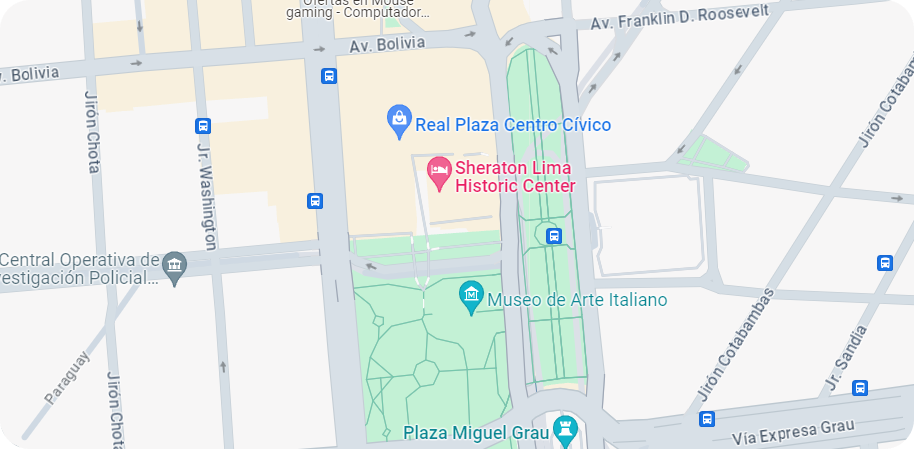 Ofertas en Mouse
gaming - Computador...
Av. Franklin D. Roosevelt
Av. Bolivia
. Bolivia
Jirón Cotabambas
Jirón Chota
Real Plaza Centro Cívico
Jr. Washington
Sheraton Lima
Historic Center
Central Operativa de
vestigación Policial...
Museo de Arte Italiano
Jirón Cotabambas
Jr. Sandia
Paraguay
Jirón Chota
Plaza Miguel Grau
Vía Expresa Grau